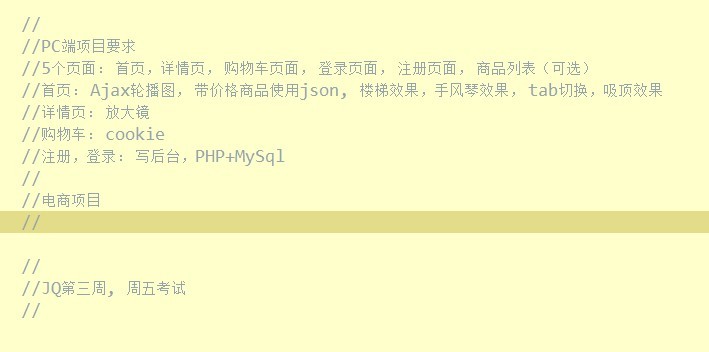 //
//PC端项目要求
//5个页面: 首页,详情页, 购物车页面, 登录页面, 注册页面, 商品列表（可选）
//首页: Ajax轮播图, 带价格商品使用json, 楼梯效果,手风琴效果, tab切换,吸顶效果
//详情页: 放大镜
//购物车: cookie
//注册,登录: 写后台,PHP+MySql
//
//电商项目
//
//
//JQ第三周, 周五考试
//